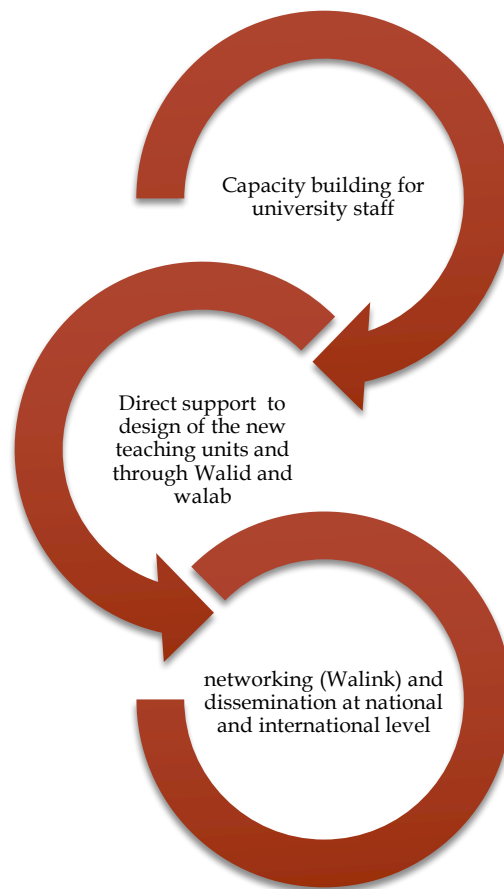 Capacity building for
university staff
Direct support to
design of the new
teaching units and
through Walid and
walab
networking (Walink) and
dissemination at national
and international level